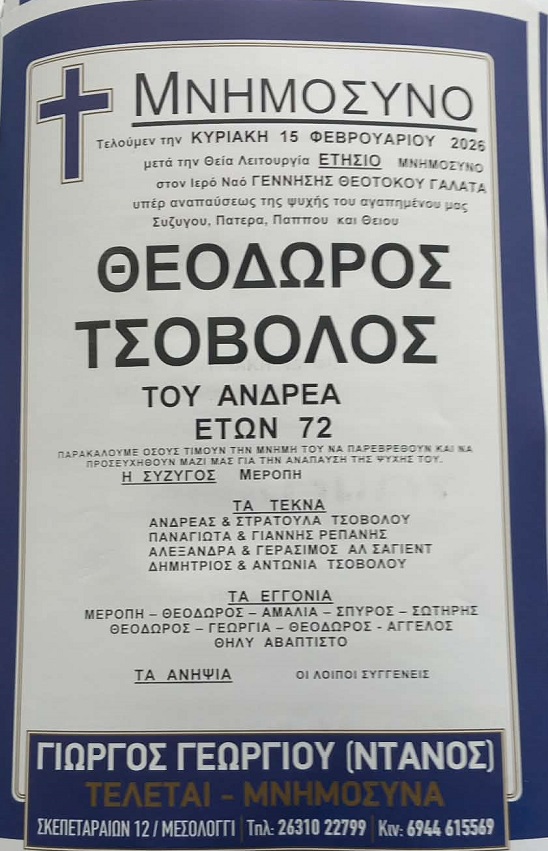 ΜΝΗΜΟΣΥΝΟ
Τελούμεν την ΚΥΡΙΑΚΗ 15 ΦΕΒΡΟΥΑΡΙΟΥ 2026
μετά την Θεία Λειτουργία ΕΤΗΣΙΟ ΜΝΗΜΟΣΥΝΟ
στον Ιερό Ναό ΓΕΝΝΗΣΗΣ ΘΕΟΤΟΚΟΥ ΓΑΛΑΤΑ
υπέρ αναπαύσεως της ψυχής του αγαπημένου μας
Συζυγου, Πατερα, Παππου και Θειου
ΘΕΟΔΩΡΟΣ
ΤΣΟΒΟΛΟΣ
ΤΟΥ ΑΝΔΡΕΑ
ΕΤΩΝ 72
ΠΑΡΑΚΑΛΟΥΜΕ ΟΣΟΥΣ ΤΙΜΟΥΝ ΤΗΝ ΜΝΗΜΗ ΤΟΥ ΝΑ ΠΑΡΕΒΡΕΘΟΥΝ ΚΑΙ ΝΑ
ΠΡΟΣΕΥΧΗΘΟΥΝ ΜΑΖΙ ΜΑΣ ΓΙΑ ΤΗΝ ΑΝΑΠΑΥΣΗ ΤΗΣ ΨΥΧΗΣ ΤΟΥ.
Η ΣΥΖΥΓΟΣ ΜΕΡΟΠΗ
ΤΑ ΤΕΚΝΑ
ΑΝΔΡΕΑΣ & ΣΤΡΑΤΟΥΛΑ ΤΣΟΒΟΛΟΥ
ΠΑΝΑΓΙΩΤΑ & ΓΙΑΝΝΗΣ ΡΕΠΑΝΗΣ
ΑΛΕΞΑΝΔΡΑ & ΓΕΡΑΣΙΜΟΣ ΑΛ ΣΑΓΙΕΝΤ
ΔΗΜΗΤΡΙΟΣ & ΑΝΤΩΝΙΑ ΤΣΟΒΟΛΟΥ
ΤΑ ΕΓΓΟΝΙΑ
ΜΕΡΟΠΗ – ΘΕΟΔΩΡΟΣ – ΑΜΑΛΙΑ – ΣΠΥΡΟΣ – ΣΩΤΗΡΗΣ
ΘΕΟΔΩΡΟΣ – ΓΕΩΡΓΙΑ – ΘΕΟΔΩΡΟΣ - ΑΓΓΕΛΟΣ
ΘΗΛΥ ΑΒΑΠΤΙΣΤΟ
ΤΑ ΑΝΗΨΙΑ ΟΙ ΛΟΙΠΟΙ ΣΥΓΓΕΝΕΙΣ
ΓΙΩΡΓΟΣ ΓΕΩΡΓΙΟΥ (ΝΤΑΝΟΣ)
ΤΕΛΕΤΑΙ - ΜΝΗΜΟΣΥΝΑ
ΣΚΕΠΕΤΑΡΑΙΩΝ 12 / ΜΕΣΟΛΟΓΓΙ | Τηλ: 26310 22799 | Κιν: 6944 615569